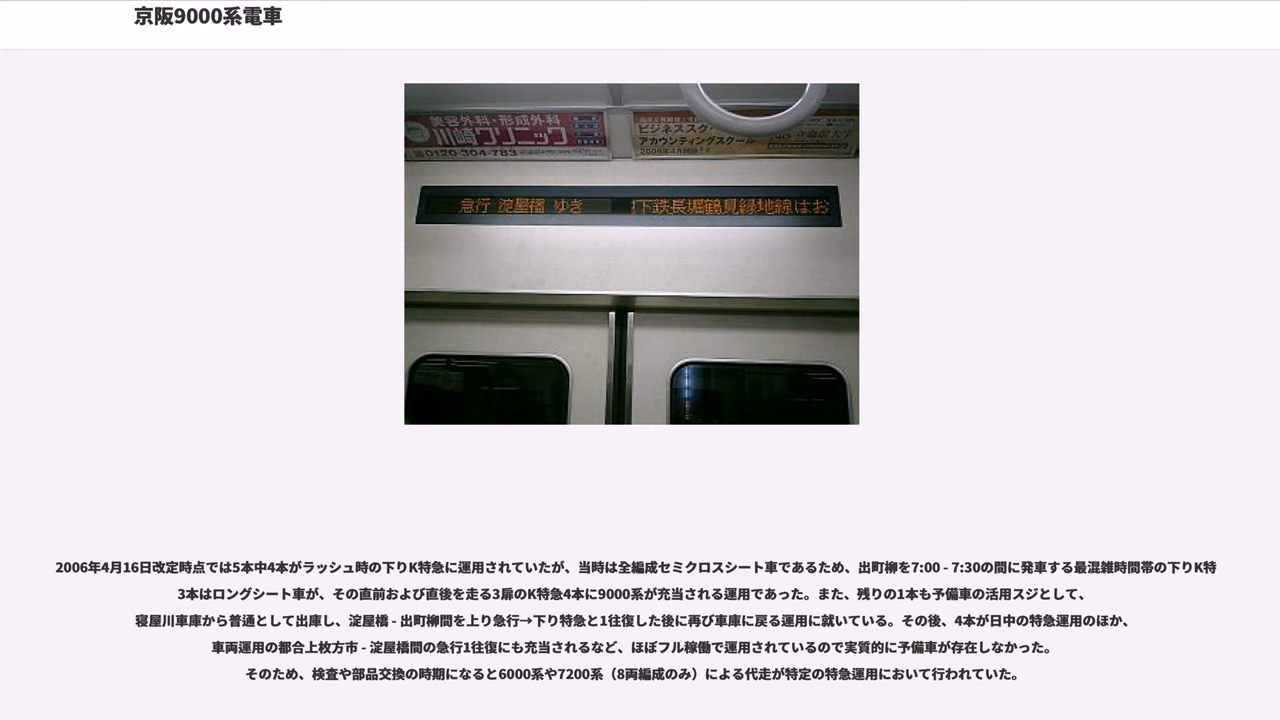 京阪9000系電車
美容外科・形成外科
川崎クリニック
0120-304-783
ビジネススク
アカウンティングスクール
2006年4月開設
急行 淀屋橋 ゆき
下鉄長堀鶴見緑地線はお
2006年4月16日改定時点では5本中4本がラッシュ時の下りK特急に運用されていたが、当時は全編成セミクロスシート車であるため、出町柳を7:00 - 7:30の間に発車する最混雑時間帯の下りK特
3本はロングシート車が、その直前および直後を走る3扉のK特急4本に9000系が充当される運用であった。また、残りの1本も予備車の活用スジとして、
寝屋川車庫から普通として出庫し、淀屋橋 - 出町柳間を上り急行→下り特急と1往復した後に再び車庫に戻る運用に就いている。その後、4本が日中の特急運用のほか、
車両運用の都合上枚方市 - 淀屋橋間の急行1往復にも充当されるなど、ほぼフル稼働で運用されているので実質的に予備車が存在しなかった。
そのため、検査や部品交換の時期になると6000系や7200系（8両編成のみ）による代走が特定の特急運用において行われていた。